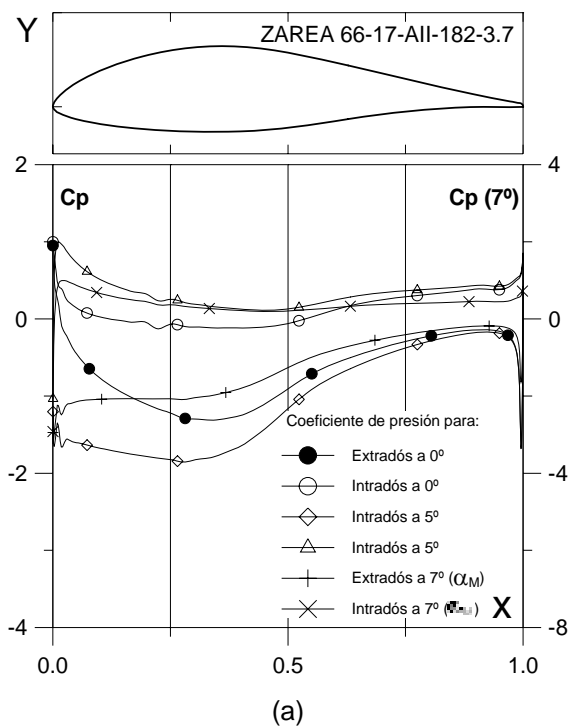 Y
ZAREA 66-17-AII-182-3.7
2 4
Cp Cp (7º)
0 0
Coeficiente de presión para:
Extradós a 0º
Intradós a 0º
-2 -4
Intradós a 5º
Intradós a 5º
Extradós a 7º (αM)
Intradós a 7º ( )
X
-4 -8
0.0 0.5 1.0
(a)